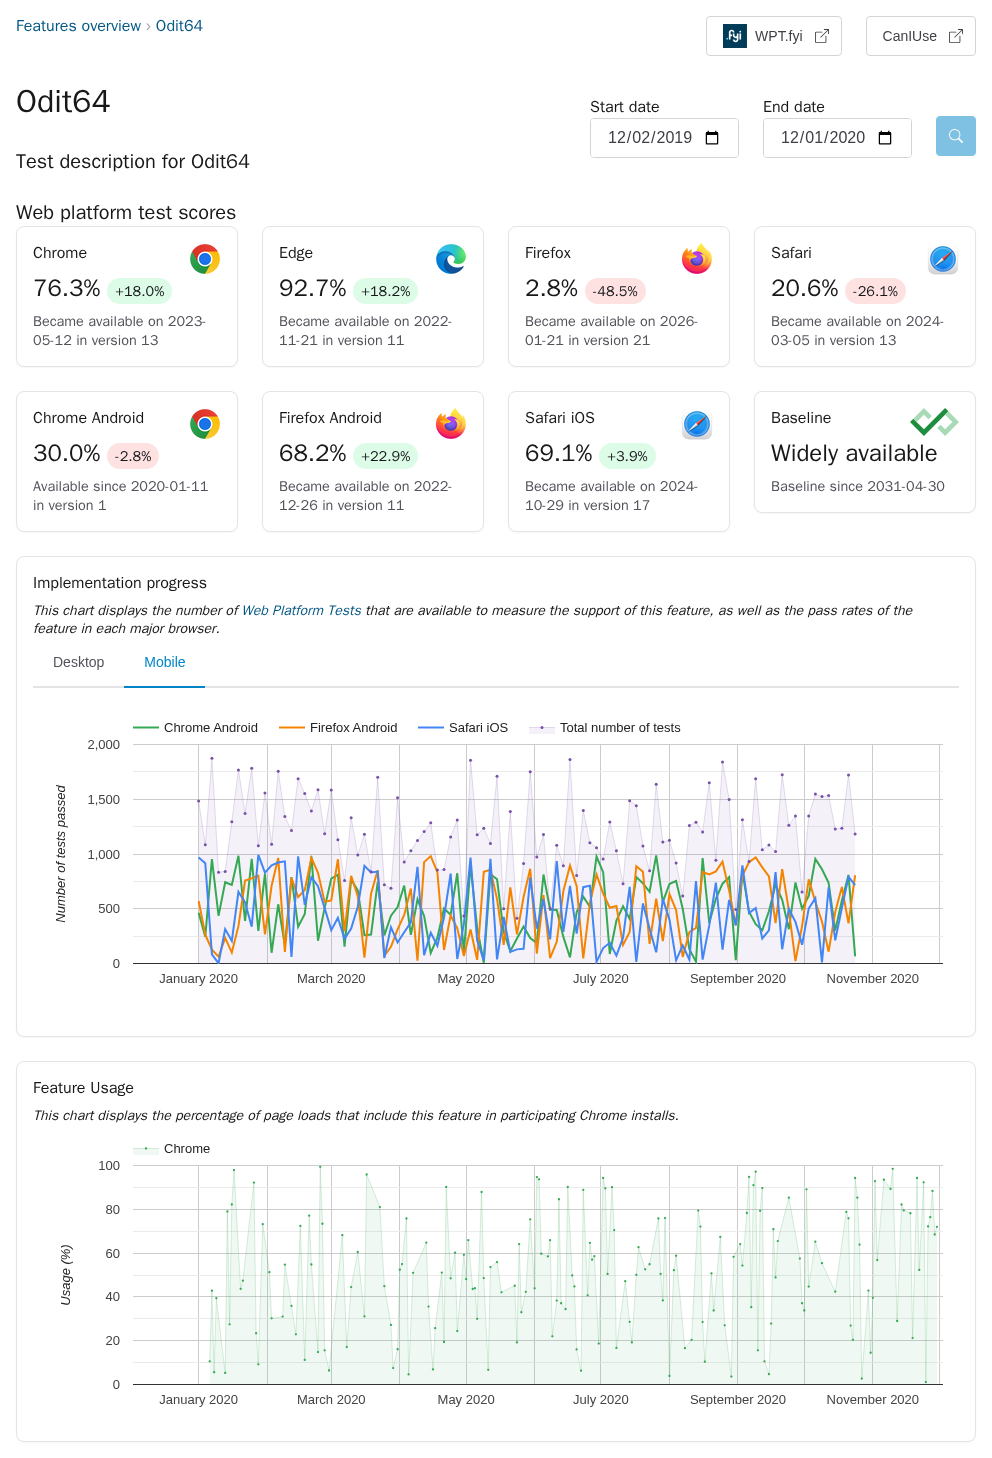 Features overview › Odit64
.fyi WPT.fyi
CanIUse
Odit64
Start date
End date
12/02/2019
12/01/2020
Test description for Odit64
Web platform test scores
Chrome
76.3% +18.0%
Became available on 2023-
05-12 in version 13
Edge
92.7% +18.2%
Became available on 2022-
11-21 in version 11
Firefox
2.8% -48.5%
Became available on 2026-
01-21 in version 21
Safari
20.6% -26.1%
Became available on 2024-
03-05 in version 13
Chrome Android
30.0% -2.8%
Available since 2020-01-11
in version 1
Firefox Android
68.2% +22.9%
Became available on 2022-
12-26 in version 11
Safari iOS
69.1% +3.9%
Became available on 2024-
10-29 in version 17
Baseline
Widely available
Baseline since 2031-04-30
Implementation progress
This chart displays the number of Web Platform Tests that are available to measure the support of this feature, as well as the pass rates of the
feature in each major browser.
Desktop
Mobile
Chrome Android
Firefox Android
Safari iOS
Total number of tests
Number of tests passed
2,000
1,500
1,000
500
0
January 2020
March 2020
May 2020
July 2020
September 2020
November 2020
Feature Usage
This chart displays the percentage of page loads that include this feature in participating Chrome installs.
Chrome
Usage (%)
100
80
60
40
20
0
January 2020
March 2020
May 2020
July 2020
September 2020
November 2020